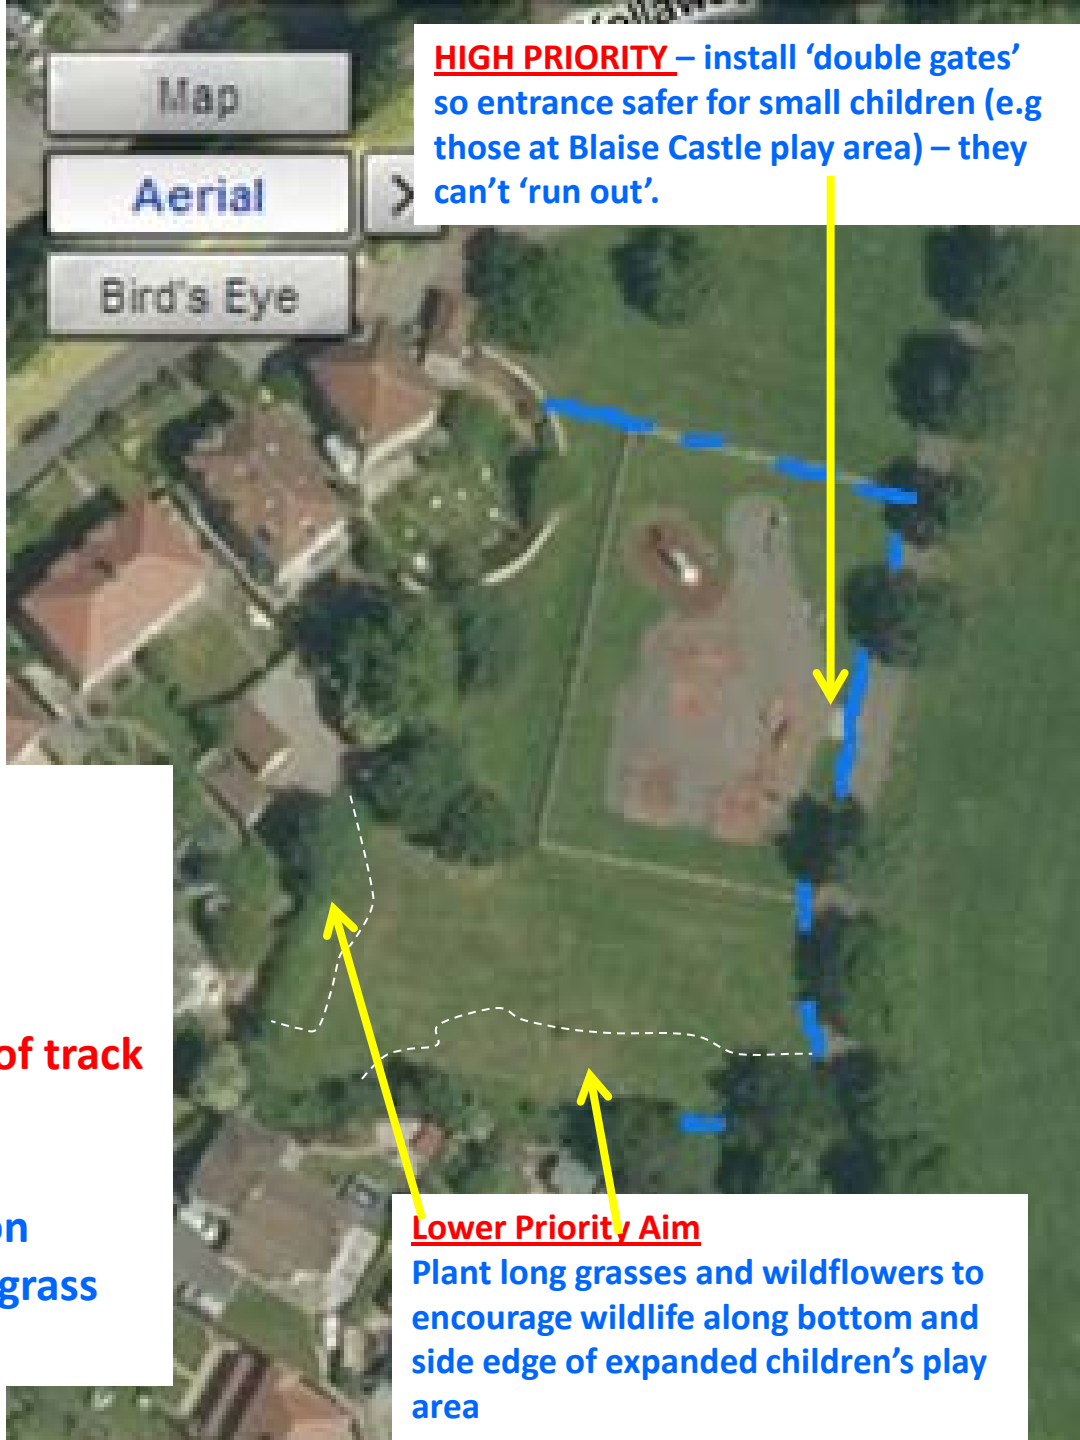 HIGH PRIORITY – install ‘double gates’
so entrance safer for small children (e.g
those at Blaise Castle play area) – they
can’t ‘run out’.
Map
Aerial
Bird's Eye
of track
on
grass
Lower Priority Aim
Plant long grasses and wildflowers to
encourage wildlife along bottom and
side edge of expanded children’s play
area